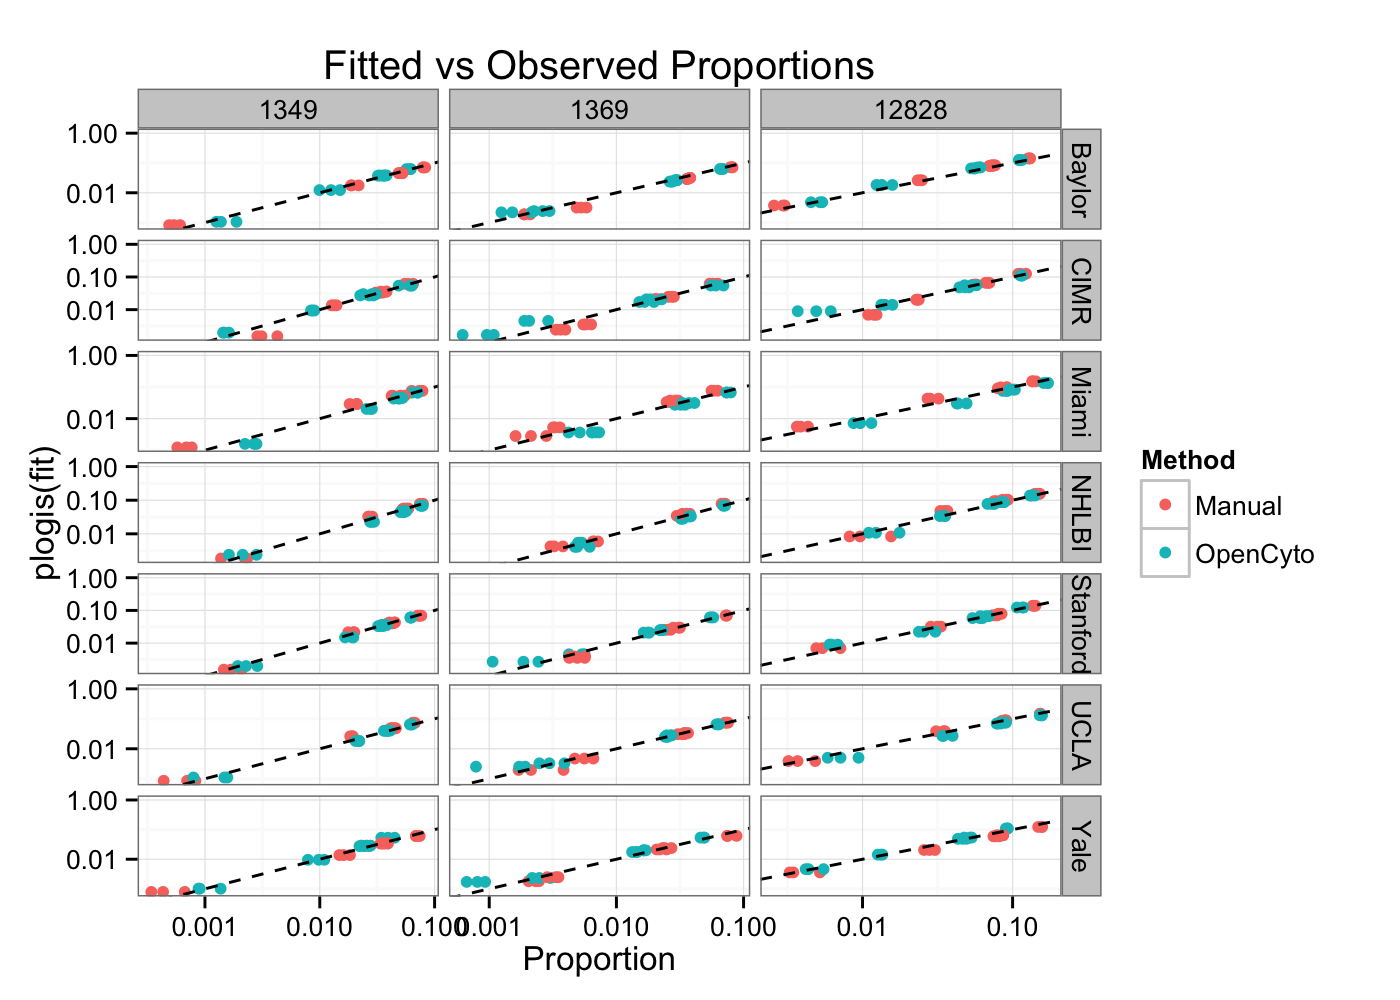 Fitted vs Observed Proportions
1349 1369 12828
1.00
0.01
Baylor
1.00
0.10
0.01
CIMR
1.00
0.01
Miami
1.00
0.10
0.01
NHLBI
1.00
0.10
0.01
Stanford
1.00
0.01
UCLA
1.00
0.01
Yale
plogis(fit)
0.001 0.010 0.100 0.001 0.010 0.100 0.01 0.10
Proportion
Method
Manual
OpenCyto